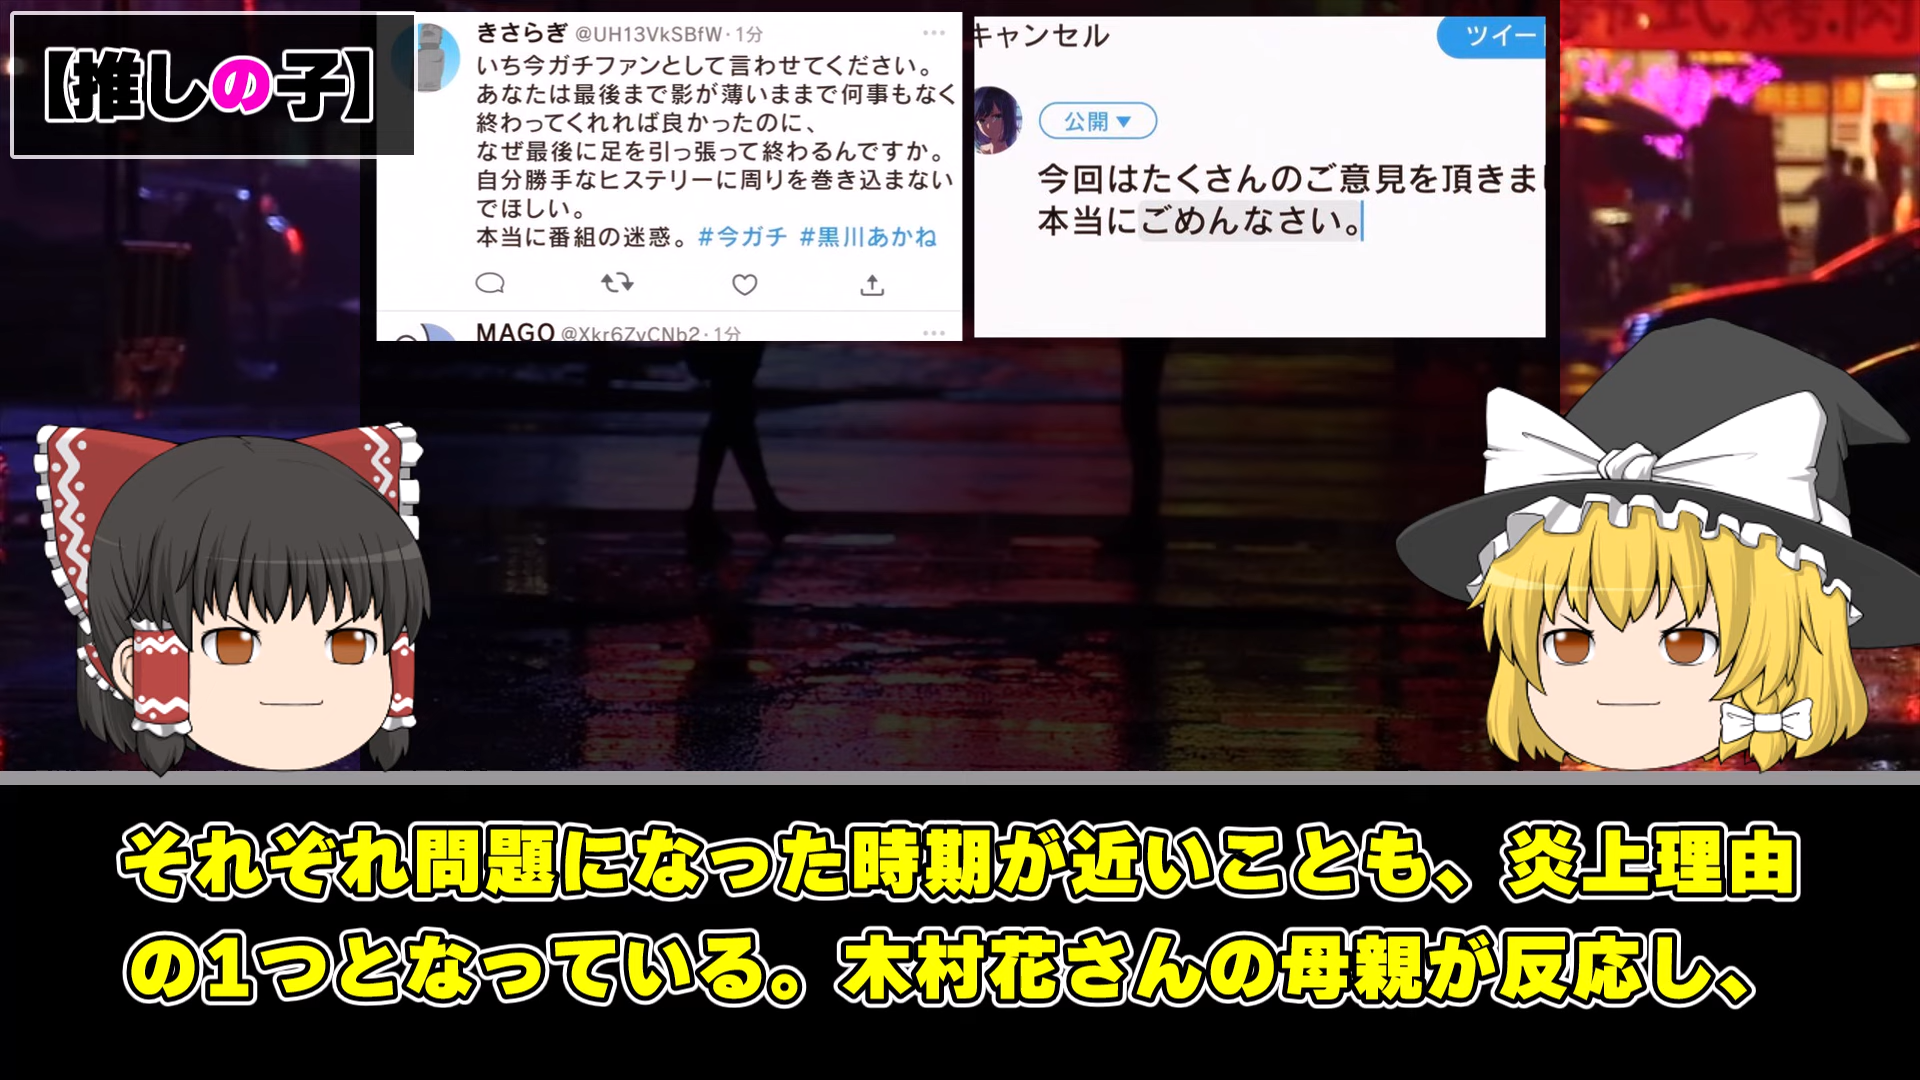 【推しの子】
きさらぎ @UH13VkSBfW・1分
いち今ガチファンとして言わせてください。
あなたは最後まで影が薄いままで何事もなく
終わってくれれば良かったのに、
なぜ最後に足を引っ張って終わるんですか。
自分勝手なヒステリーに周りを巻き込まない
でほしい。
本当に番組の迷惑。#今ガチ #黒川あかね
MAGO @Xkr6ZvCNb2・1分
キャンセル
ツイー
公開▼
今回はたくさんのご意見を頂きま
本当にごめんなさい。
それぞれ問題になった時期が近いことも、炎上理由
の1つとなっている。木村花さんの母親が反応し、